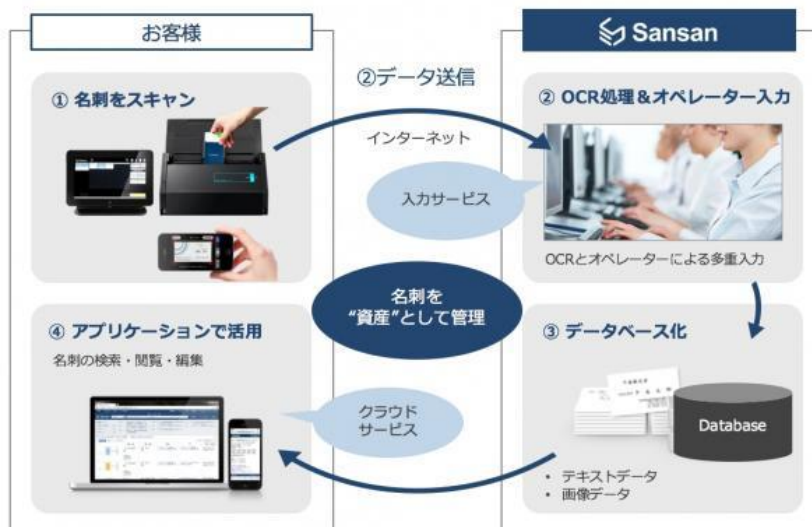 お客様
Sansan
① 名刺をスキャン
②データ送信
インターネット
入力サービス
② OCR処理&オペレーター入力
OCRとオペレーターによる多重入力
名刺を
"資産"として管理
③ データベース化
Database
・ テキストデータ
・ 画像データ
④ アプリケーションで活用
名刺の検索・閲覧・編集
クラウド
サービス